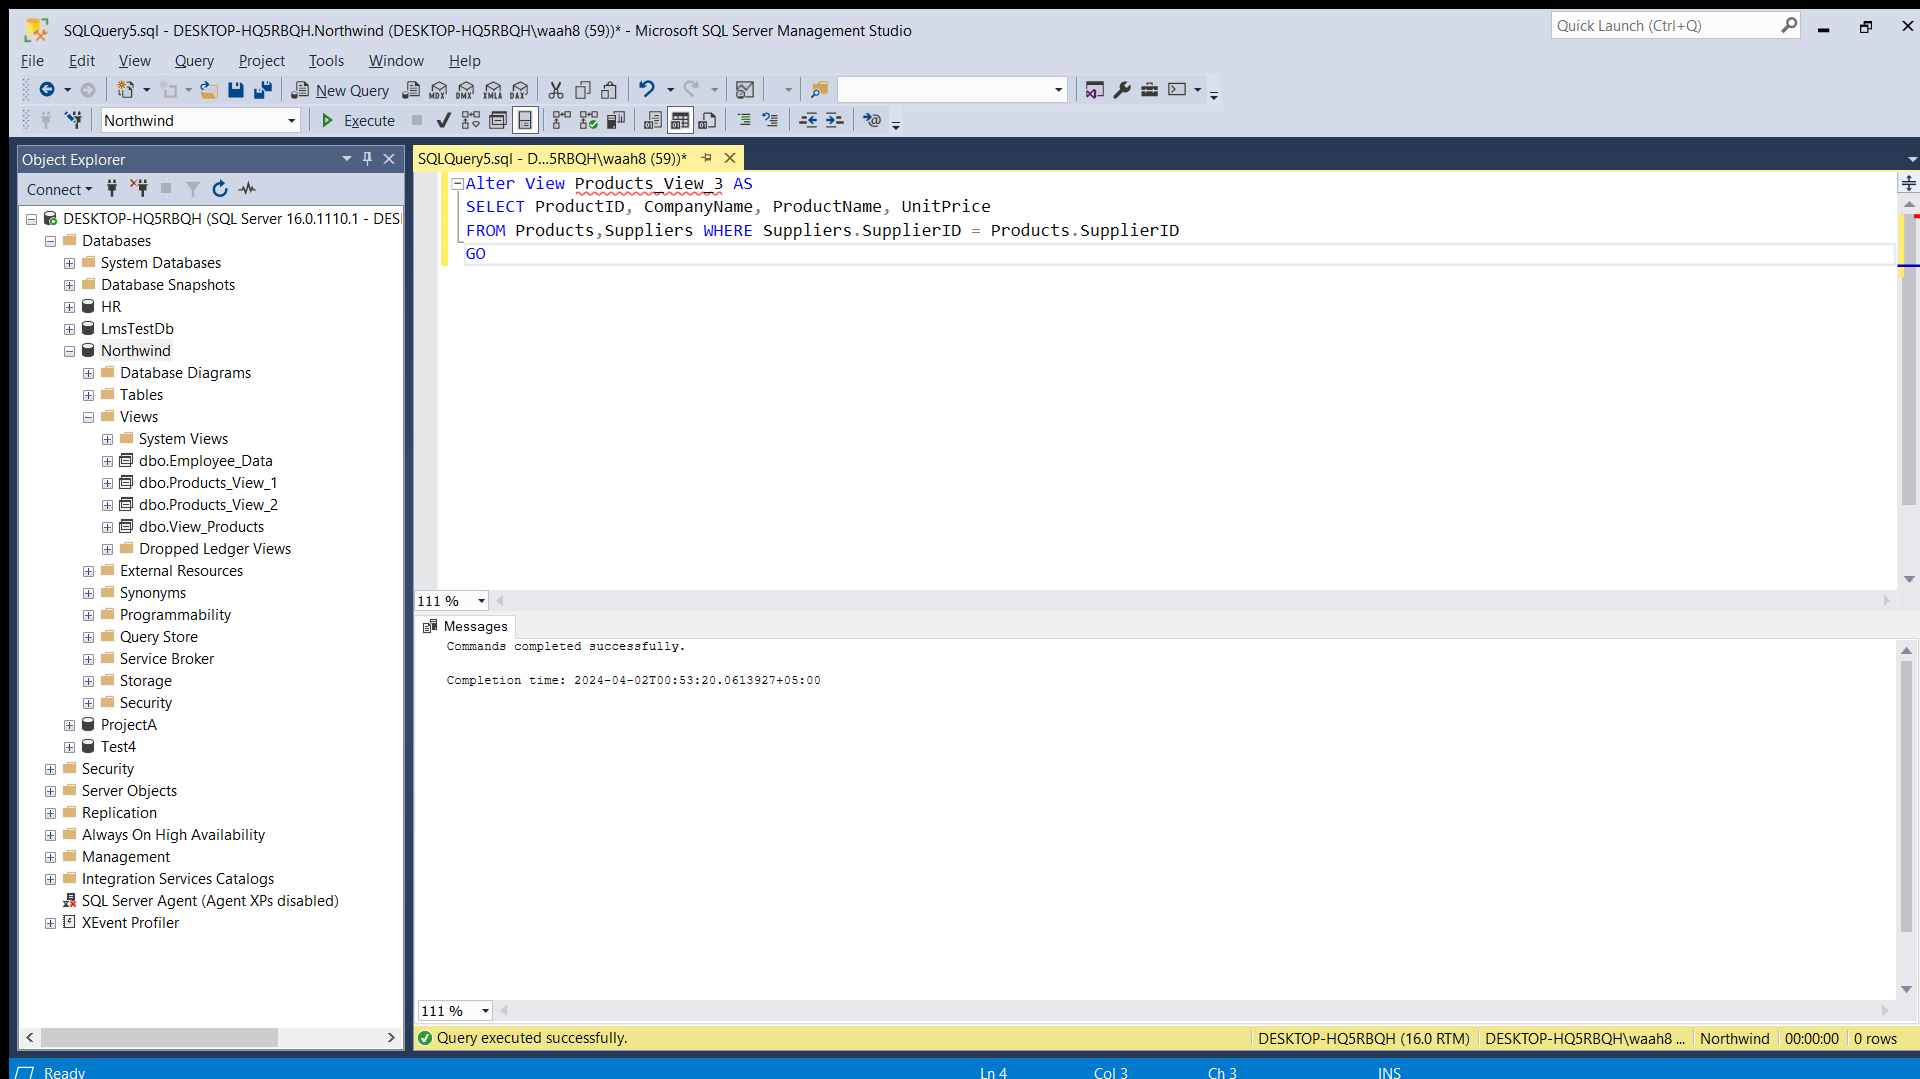 SQLQuery5.sql - DESKTOP-HQ5RBQH.Northwind (DESKTOP-HQ5RBQH\waah8 (59))* - Microsoft SQL Server Management Studio
Quick Launch (Ctrl+Q)
File Edit View Query Project Tools Window Help
New Query MDX DMX XMLA DAX
Northwind Execute
Object Explorer
Connect
DESKTOP-HQ5RBQH (SQL Server 16.0.1110.1 - DES
Databases
System Databases
Database Snapshots
HR
LmsTestDb
Northwind
Database Diagrams
Tables
Views
System Views
dbo.Employee_Data
dbo.Products_View_1
dbo.Products_View_2
dbo.View_Products
Dropped Ledger Views
External Resources
Synonyms
Programmability
Query Store
Service Broker
Storage
Security
ProjectA
Test4
Security
Server Objects
Replication
Always On High Availability
Management
Integration Services Catalogs
SQL Server Agent (Agent XPs disabled)
XEvent Profiler
SQLQuery5.sql - D...5RBQH\waah8 (59))*
Alter View Products_View_3 AS
SELECT ProductID, CompanyName, ProductName, UnitPrice
FROM Products,Suppliers WHERE Suppliers.SupplierID = Products.SupplierID
GO
111 %
Messages
Commands completed successfully.
Completion time: 2024-04-02T00:53:20.0613927+05:00
111 %
Query executed successfully. DESKTOP-HQ5RBQH (16.0 RTM) DESKTOP-HQ5RBQH\waah8 ... Northwind 00:00:00 0 rows
Ready Ln 4 Col 3 Ch 3 INS